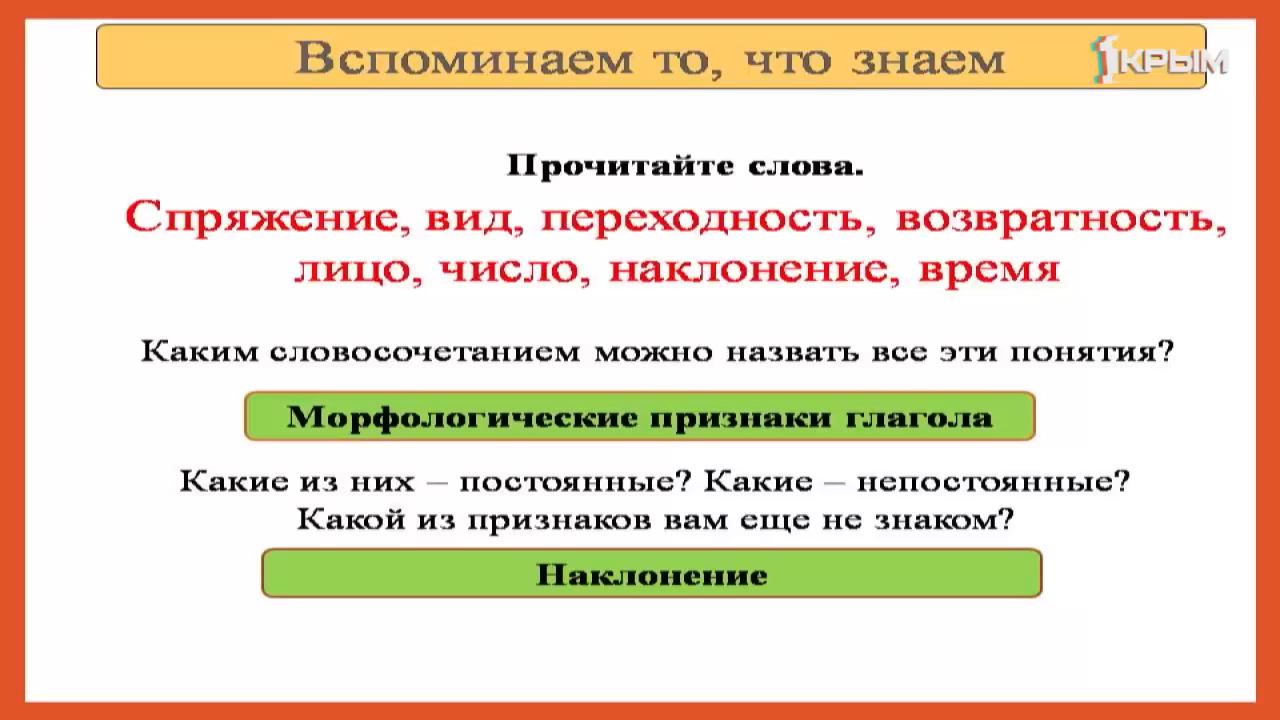 Вспоминаем то, что знаем
1КРЫМ
Прочитайте слова.
Спряжение, вид, переходность, возвратность,
лицо, число, наклонение, время
Каким словосочетанием можно назвать все эти понятия?
Морфологические признаки глагола
Какие из них – постоянные? Какие – непостоянные?
Какой из признаков вам еще не знаком?
Наклонение